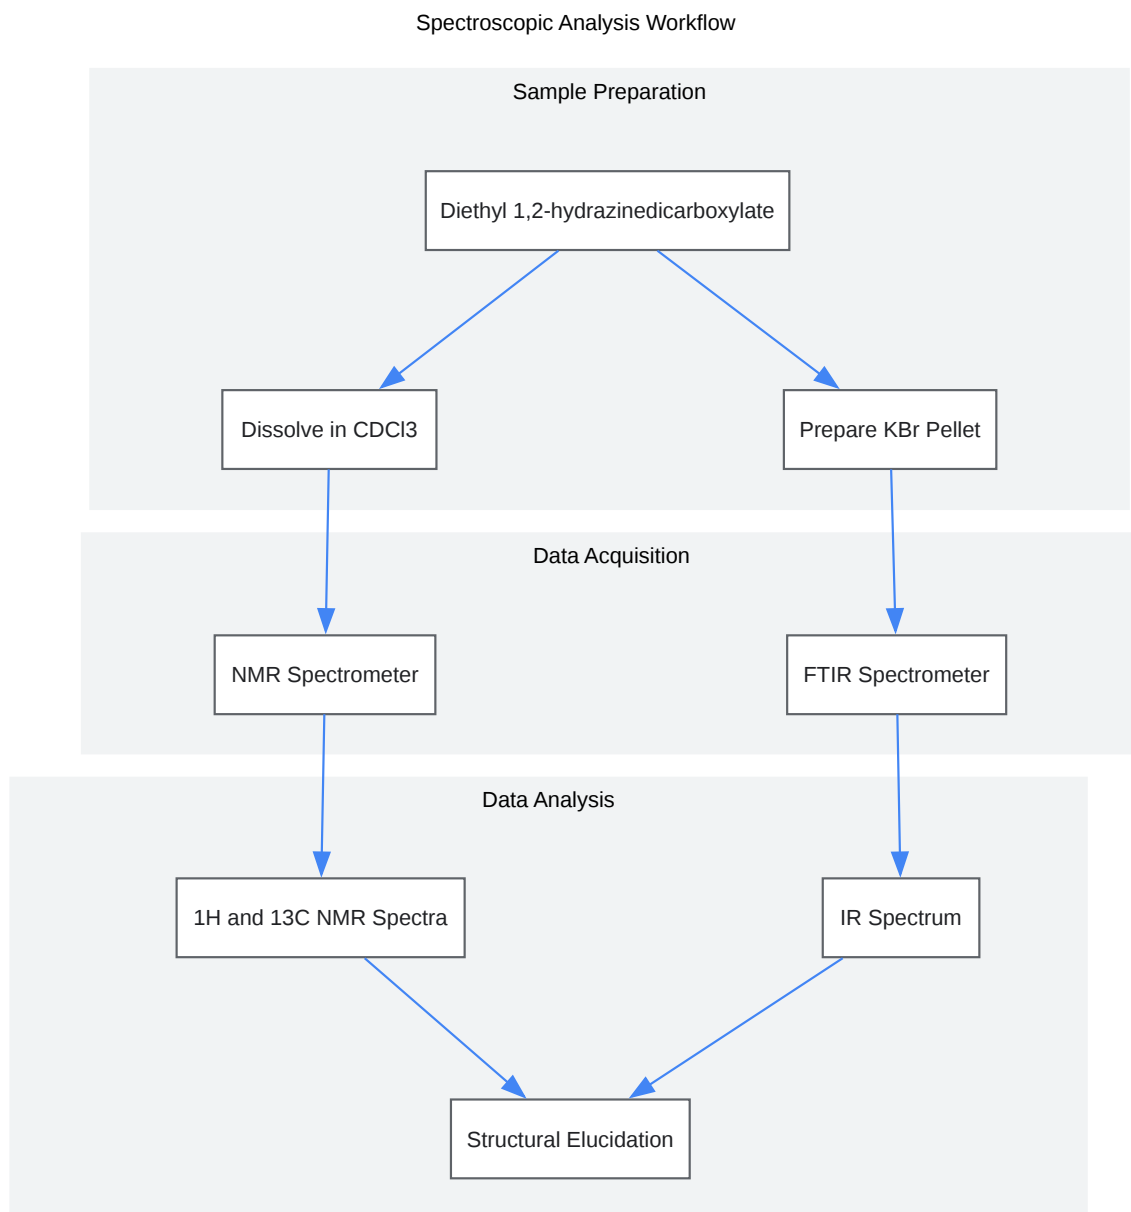 Spectroscopic Analysis Workflow
Sample Preparation
Diethyl 1,2-hydrazinedicarboxylate
Dissolve in CDCl3
Prepare KBr Pellet
Data Acquisition
NMR Spectrometer
FTIR Spectrometer
Data Analysis
1H and 13C NMR Spectra
IR Spectrum
Structural Elucidation